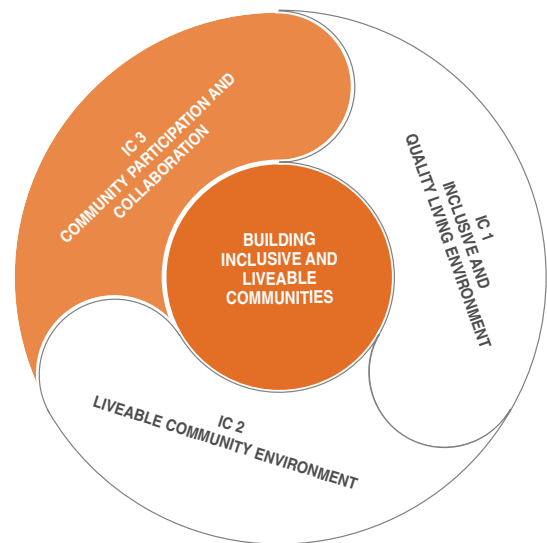 IC 3
COMMUNITY PARTICIPATION AND
COLLABORATION
IC 1
INCLUSIVE AND
QUALITY LIVING ENVIRONMENT
BUILDING
INCLUSIVE AND
LIVEABLE
COMMUNITIES
IC 2
LIVEABLE COMMUNITY ENVIRONMENT